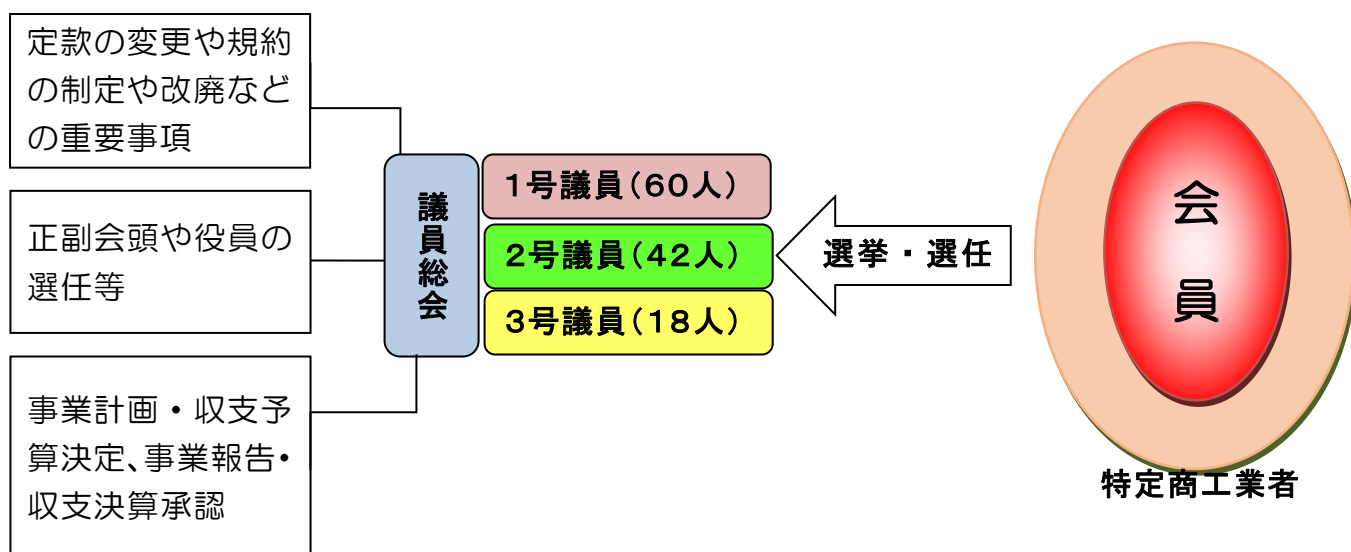 定款の変更や規約
の制定や改廃など
の重要事項
正副会頭や役員の
選任等
事業計画・収支予
算決定、事業報告・
収支決算承認
議員総会
1号議員(60人)
2号議員(42人)
3号議員(18人)
選挙・選任
会員
特定商工業者